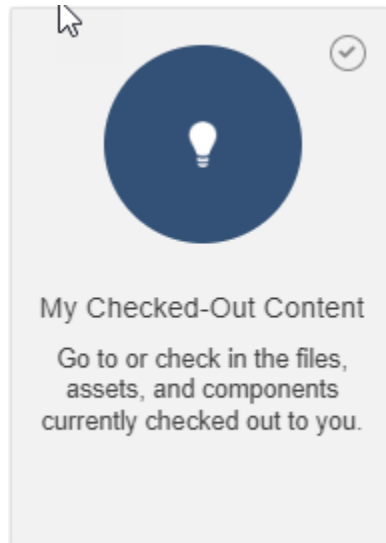 My Checked-Out Content
Go to or check in the files,
assets, and components
currently checked out to you.